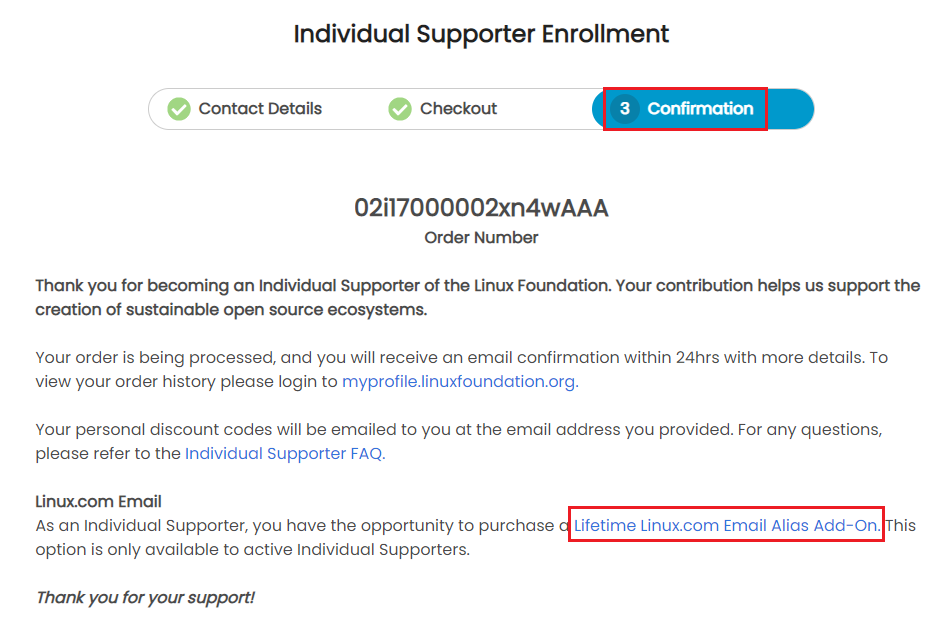 Individual Supporter Enrollment
Contact Details
Checkout
3 Confirmation
02i17000002xn4wAAA
Order Number
Thank you for becoming an Individual Supporter of the Linux Foundation. Your contribution helps us support the
creation of sustainable open source ecosystems.
Your order is being processed, and you will receive an email confirmation within 24hrs with more details. To
view your order history please login to myprofile.linuxfoundation.org.
Your personal discount codes will be emailed to you at the email address you provided. For any questions,
please refer to the Individual Supporter FAQ.
Linux.com Email
As an Individual Supporter, you have the opportunity to purchase a Lifetime Linux.com Email Alias Add-On. This
option is only available to active Individual Supporters.
Thank you for your support!